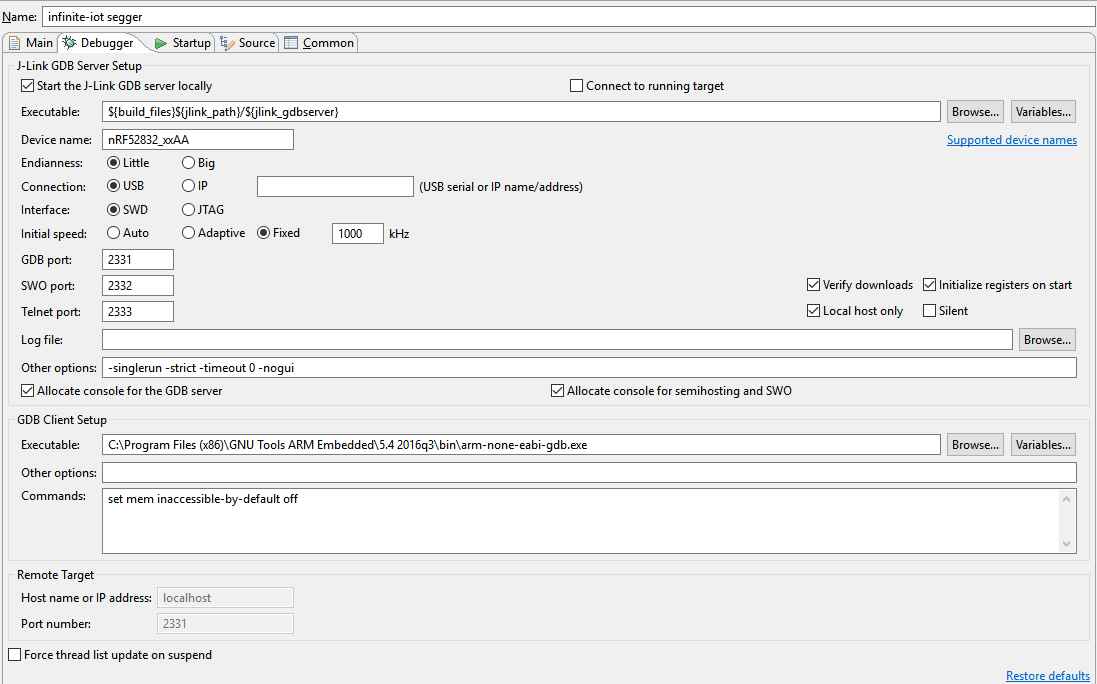 Name: infinite-iot segger
Main Debugger Startup Source Common
J-Link GDB Server Setup
Start the J-Link GDB server locally Connect to running target
Executable: ${build_files}${jlink_path}/${jlink_gdbserver} Browse... Variables...
Device name: nRF52832_xxAA Supported device names
Endianness: Little Big
Connection: USB IP (USB serial or IP name/address)
Interface: SWD JTAG
Initial speed: Auto Adaptive Fixed 1000 kHz
GDB port: 2331
SWO port: 2332 Verify downloads Initialize registers on start
Telnet port: 2333 Local host only Silent
Log file: Browse...
Other options: -singlerun -strict -timeout 0 -nogui
Allocate console for the GDB server Allocate console for semihosting and SWO
GDB Client Setup
Executable: C:\Program Files (x86)\GNU Tools ARM Embedded\5.4 2016q3\bin\arm-none-eabi-gdb.exe Browse... Variables...
Other options:
Commands: set mem inaccessible-by-default off
Remote Target
Host name or IP address: localhost
Port number: 2331
Force thread list update on suspend
Restore defaults